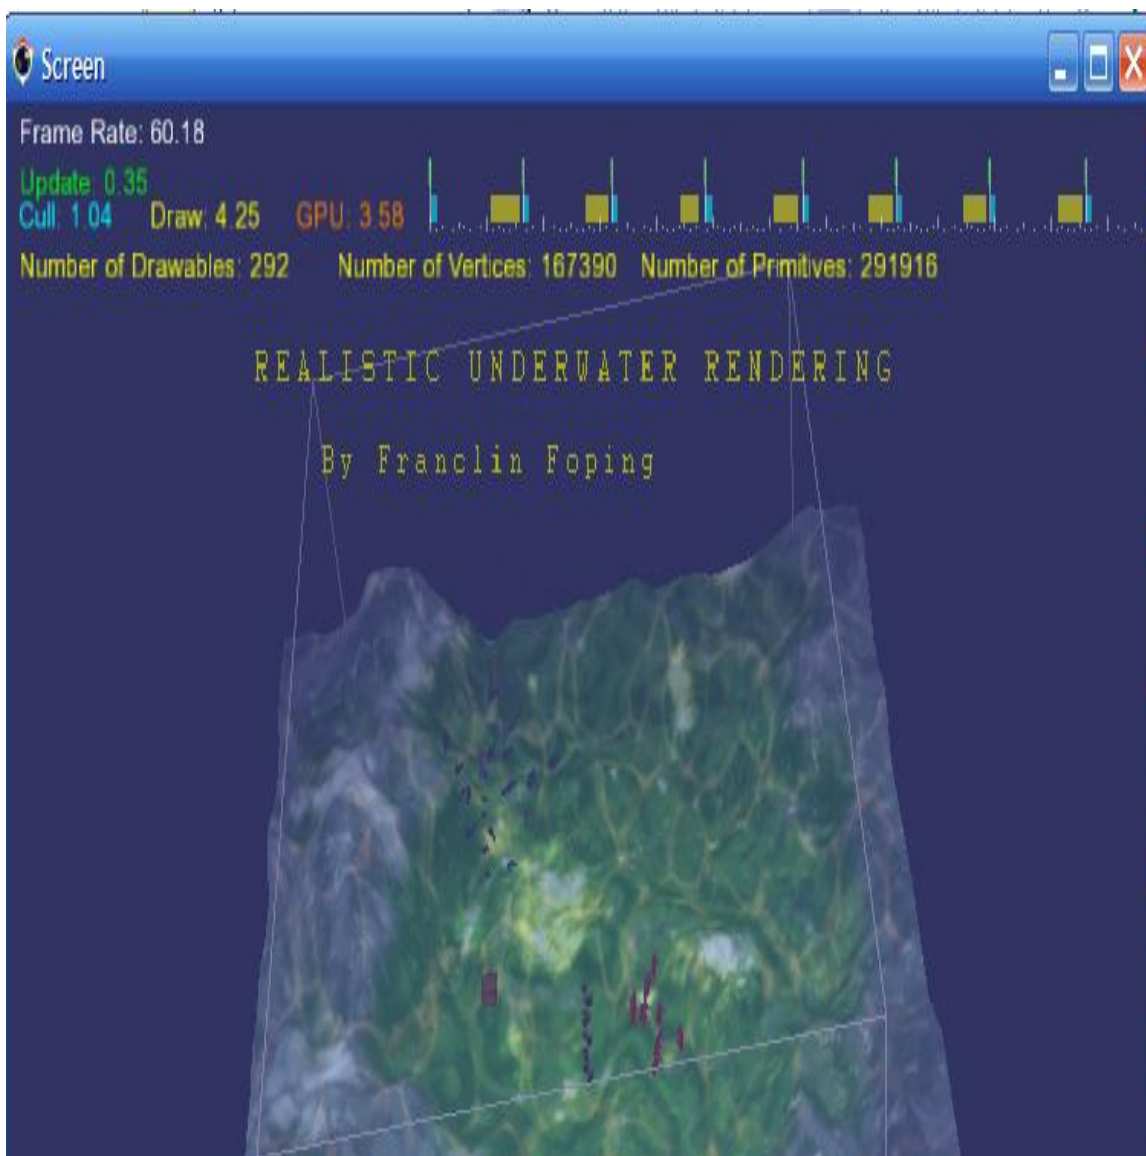 Screen
Frame Rate: 60.18
Update: 0.35
Cull: 1.04 Draw: 4.25 GPU: 3.58
Number of Drawables: 292 Number of Vertices: 167390 Number of Primitives: 291916
REALISTIC UNDERWATER RENDERING
By Franclin Foping